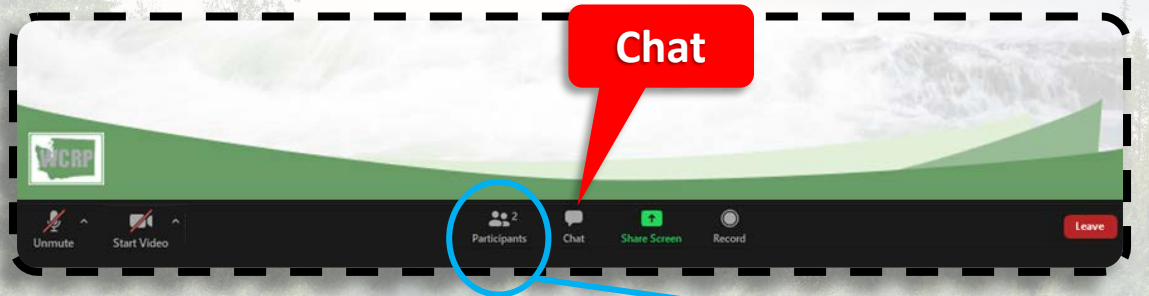 Chat
WCRP
2
Unmute
Start Video
Participants
Chat
Share Screen
Record
Leave